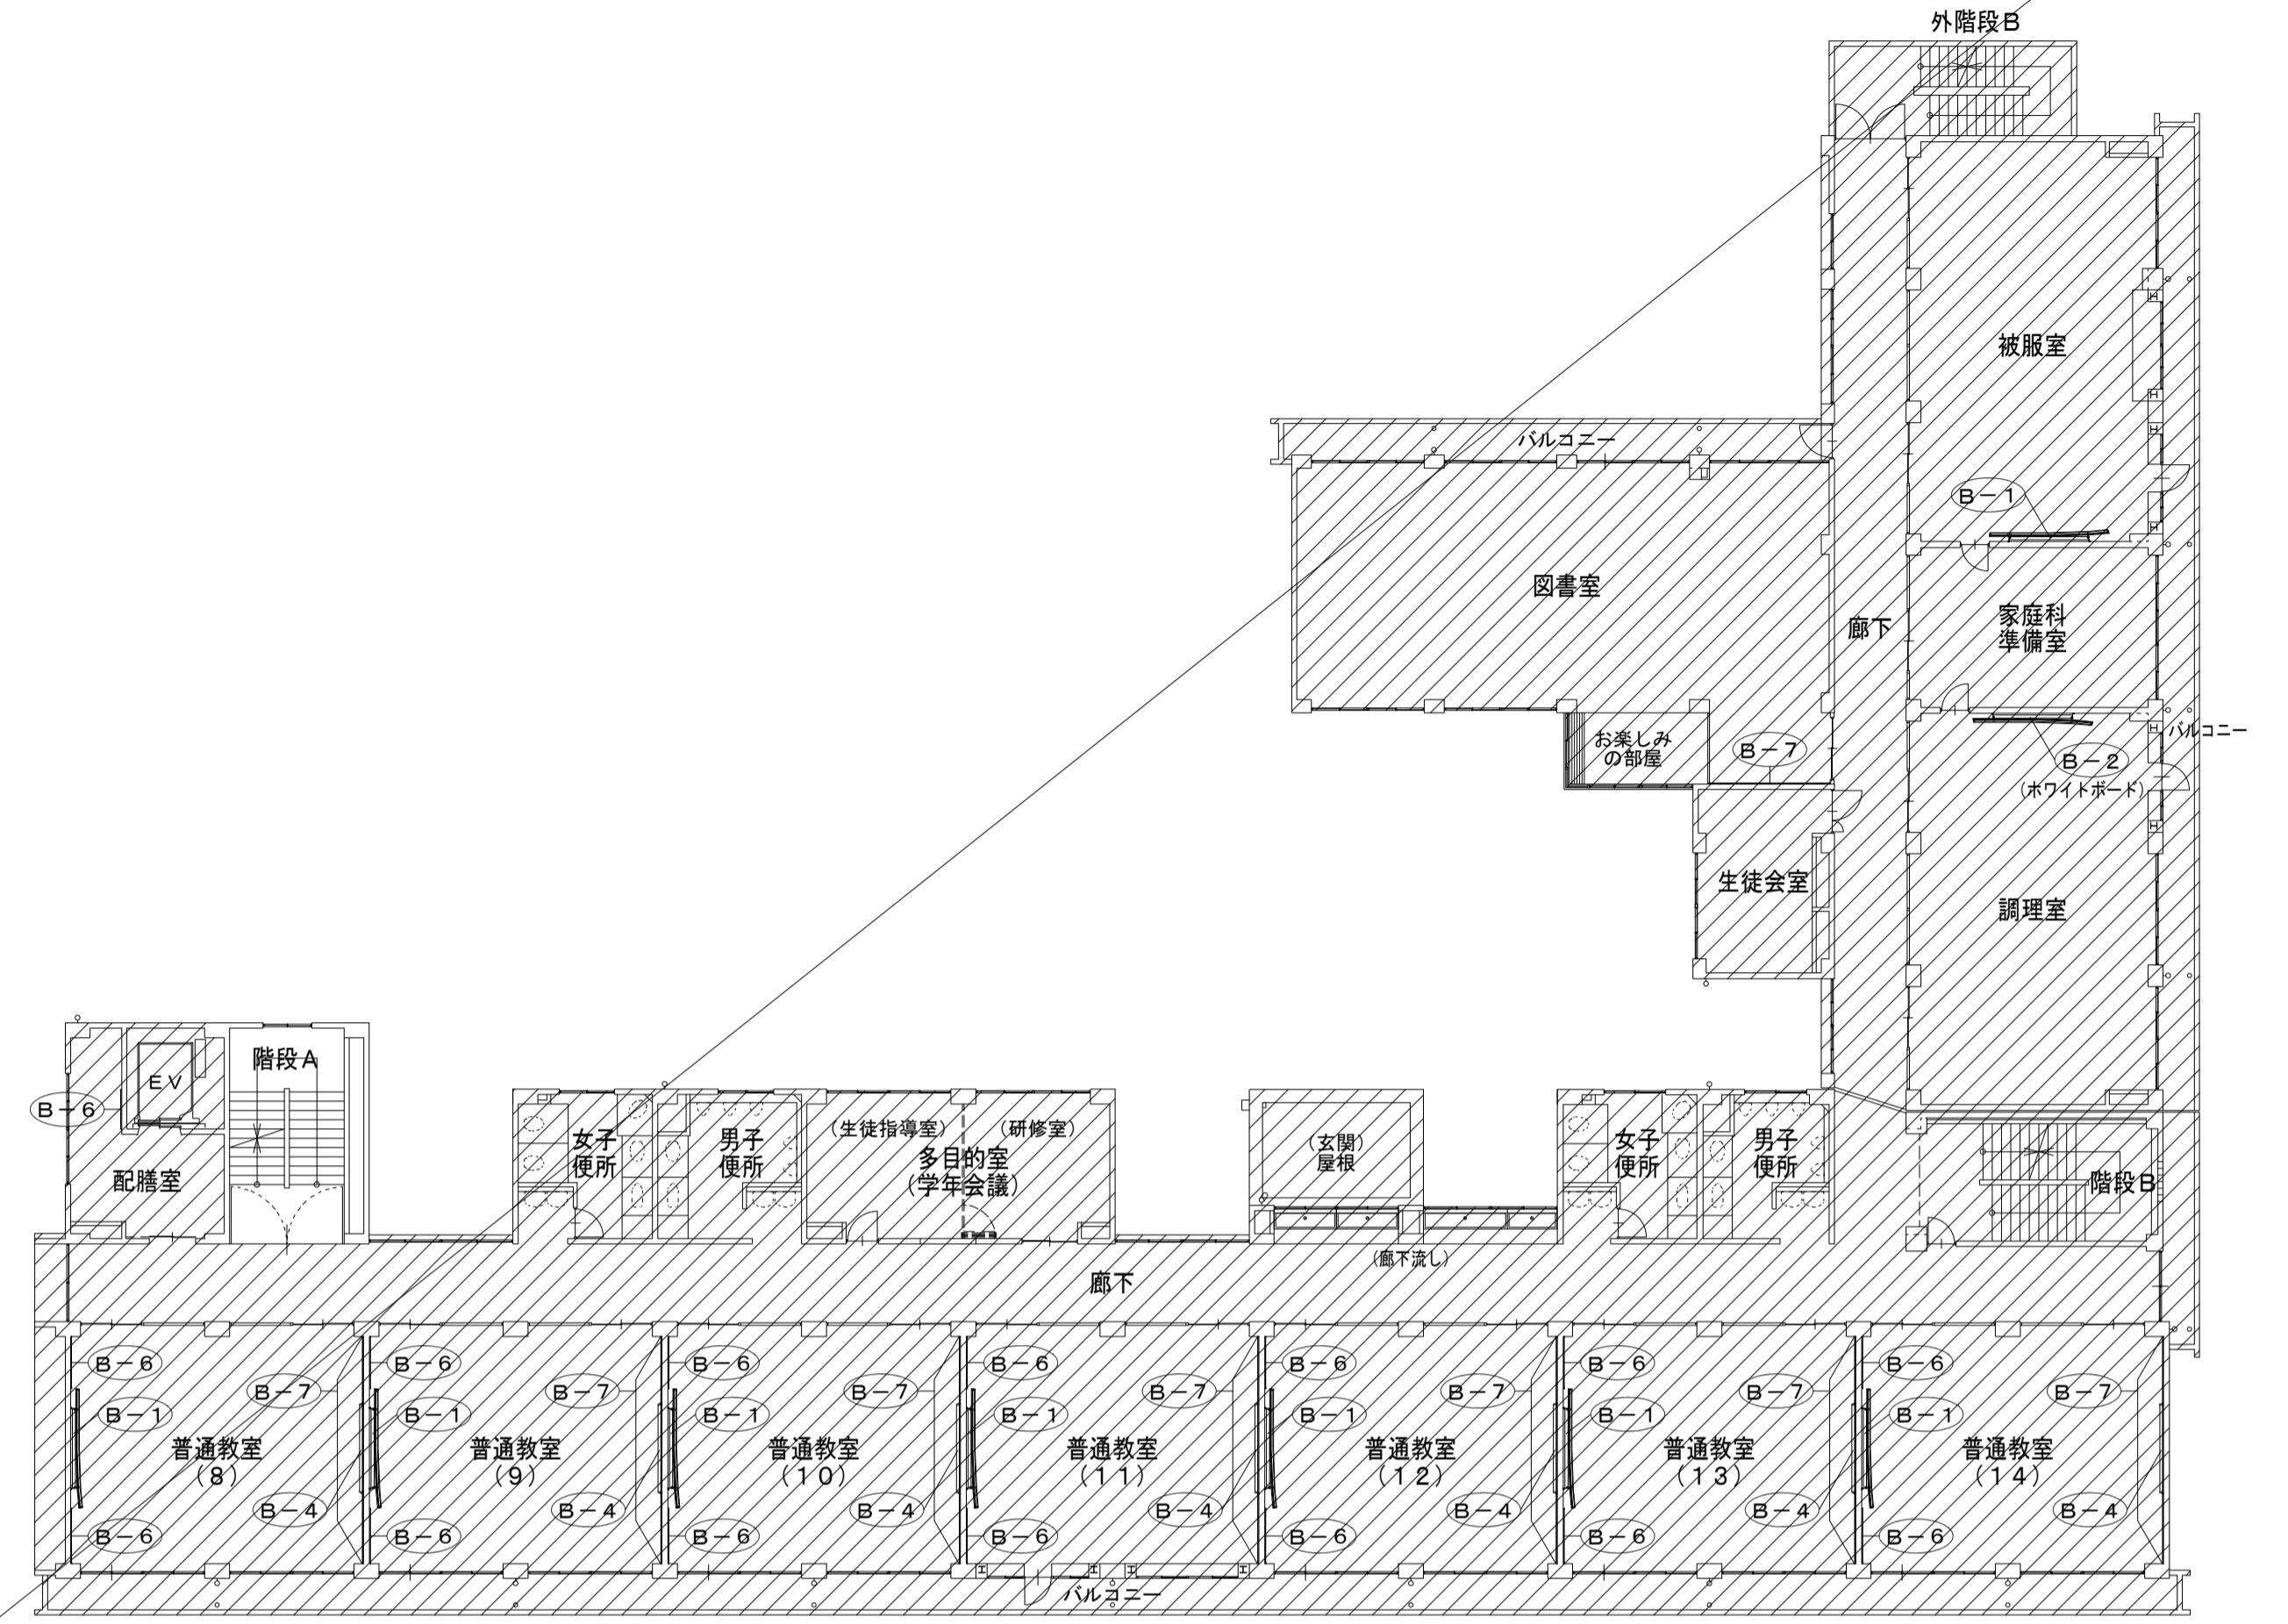 外階段B
被服室
バルコニー
B-1
図書室
家庭科
準備室
廊下
お楽しみ
の部屋
B-7
バルコニー
B-2
(ホワイトボード)
生徒会室
調理室
階段A
EV
B-6
配膳室
女子
便所
男子
便所
(生徒指導室)
(研修室)
多目的室
(学年会議)
(玄関)
屋根
女子
便所
男子
便所
階段B
(廊下流し)
廊下
B-6
B-7
B-1
普通教室
(8)
B-4
B-6
B-6
B-7
B-1
普通教室
(9)
B-4
B-6
B-6
B-7
B-1
普通教室
(10)
B-4
B-6
B-6
B-7
B-1
普通教室
(11)
B-4
B-6
B-6
B-7
B-1
普通教室
(12)
B-4
B-6
B-6
B-7
B-1
普通教室
(13)
B-4
B-6
B-6
B-7
B-1
普通教室
(14)
B-4
B-6
バルコニー